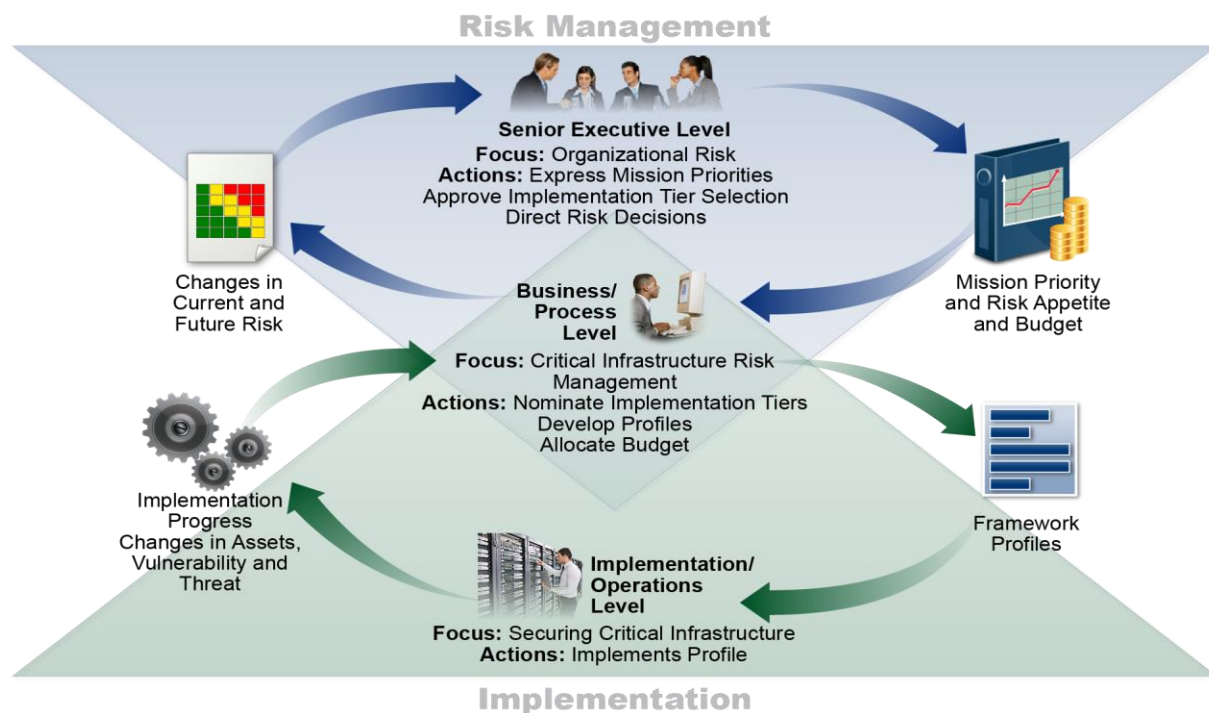 Risk Management
Senior Executive Level
Focus: Organizational Risk
Actions: Express Mission Priorities
Approve Implementation Tier Selection
Direct Risk Decisions
Changes in
Current and
Future Risk
Mission Priority
and Risk Appetite
and Budget
Business/
Process
Level
Focus: Critical Infrastructure Risk
Management
Actions: Nominate Implementation Tiers
Develop Profiles
Allocate Budget
Implementation
Progress
Changes in Assets,
Vulnerability and
Threat
Framework
Profiles
Implementation/
Operations
Level
Focus: Securing Critical Infrastructure
Actions: Implements Profile
Implementation